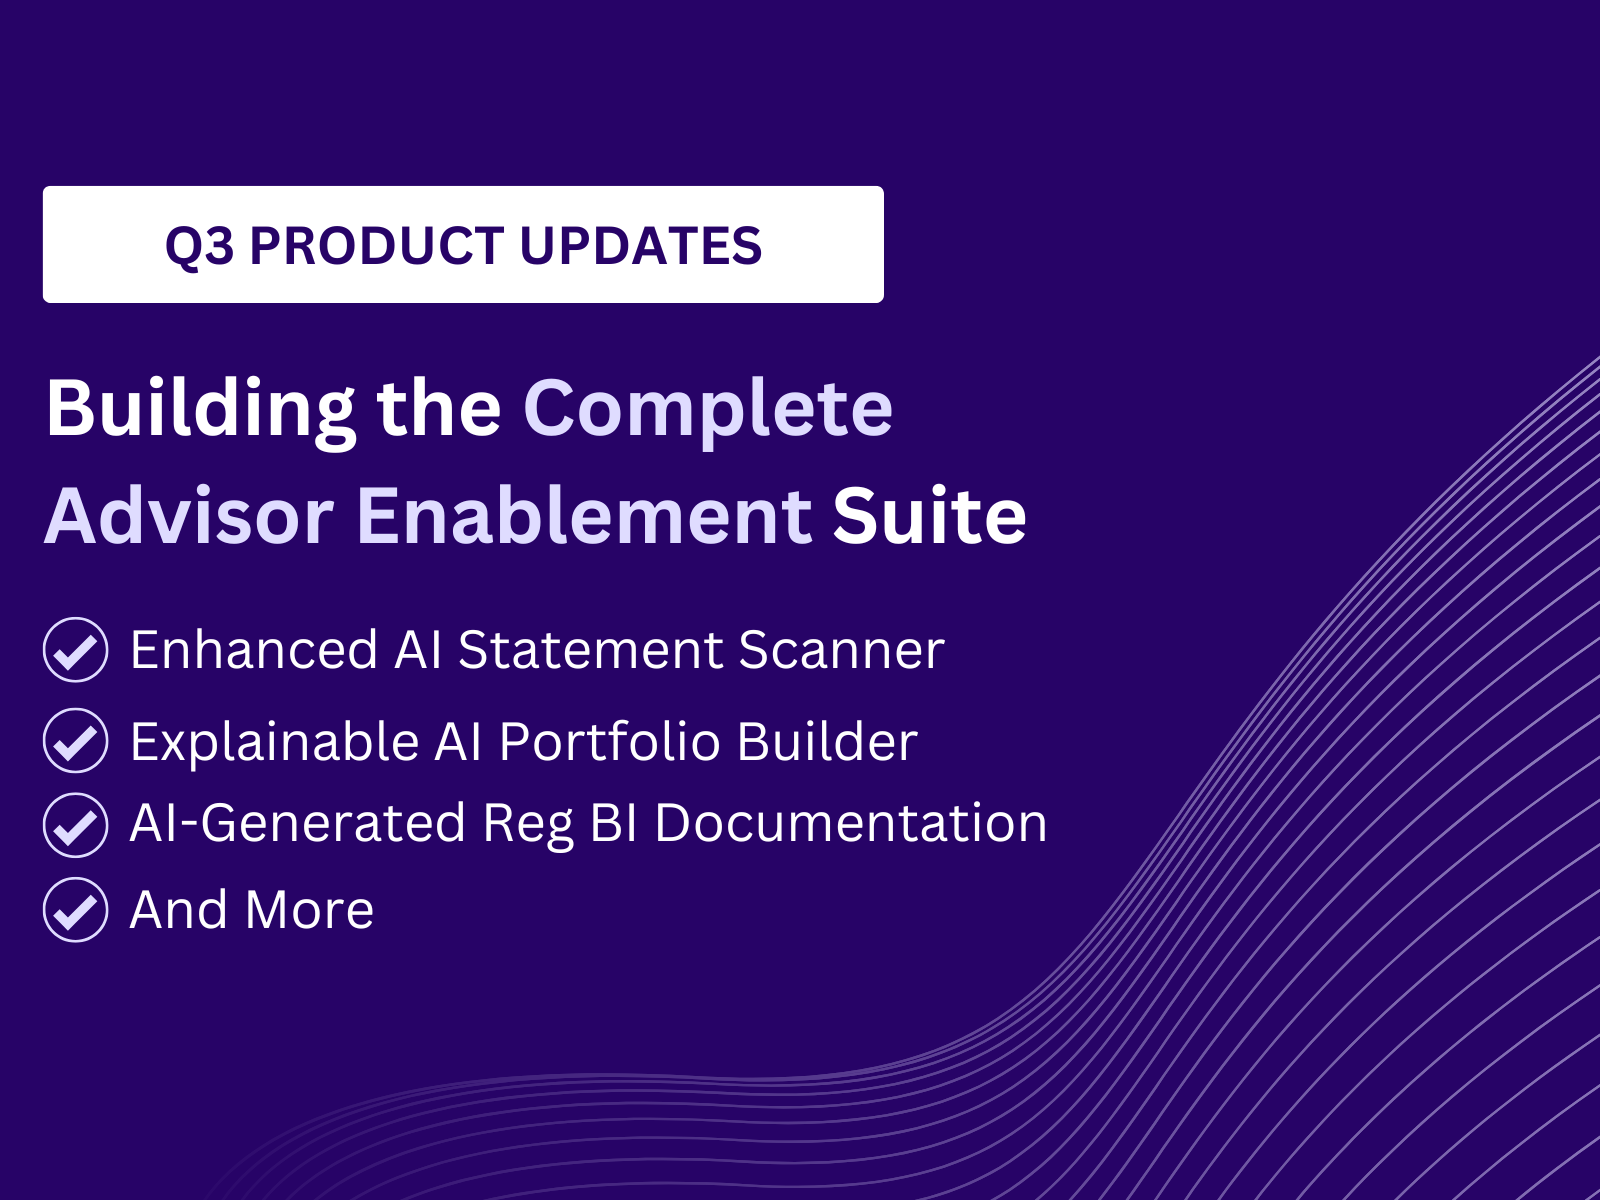 Q3 PRODUCT UPDATES
Building the Complete
Advisor Enablement Suite
Enhanced AI Statement Scanner
Explainable AI Portfolio Builder
AI-Generated Reg BI Documentation
And More